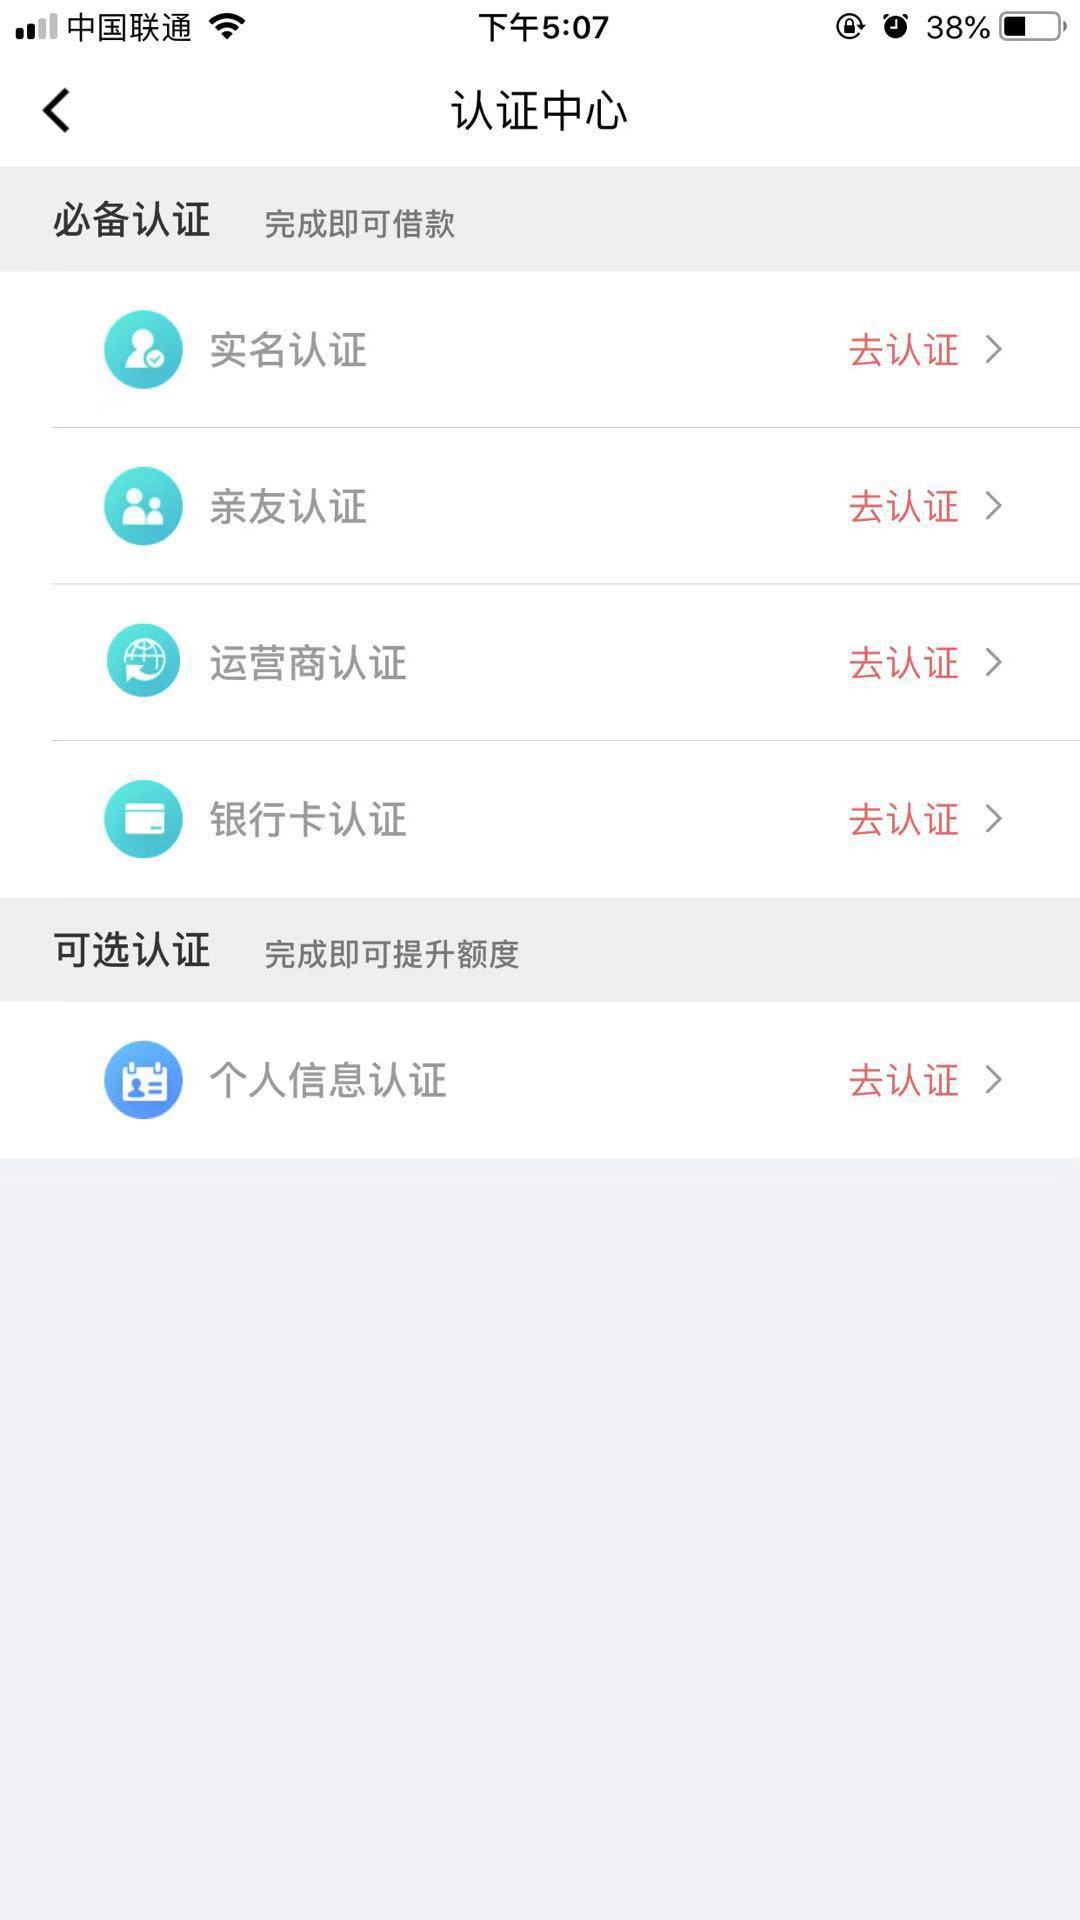 中国联通 下午5:07 38%
认证中心
必备认证 完成即可借款
实名认证 去认证
亲友认证 去认证
运营商认证 去认证
银行卡认证 去认证
可选认证 完成即可提升额度
个人信息认证 去认证